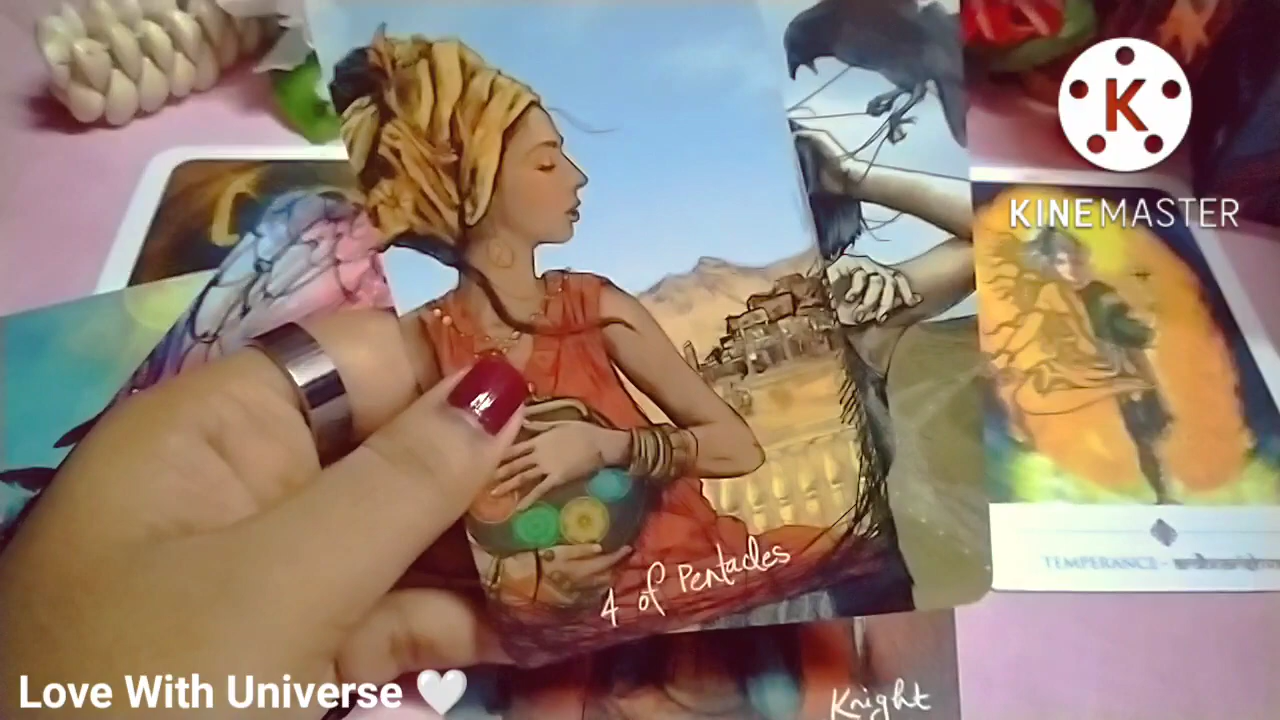 K
KINEMASTER
4 of Pentacles
TEMPERANCE -
Love With Universe 🤍
Knight